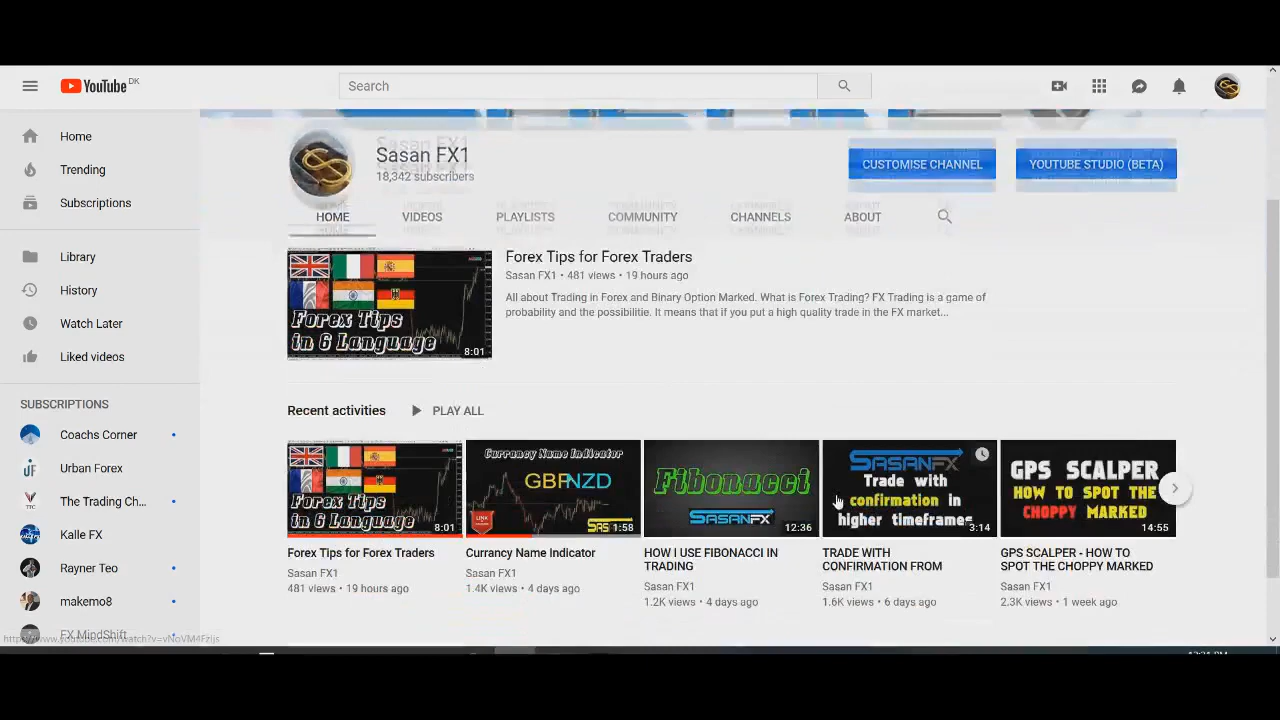 YouTube DK
Search
Home
Trending
Subscriptions
Library
History
Watch Later
Liked videos
SUBSCRIPTIONS
Coachs Corner
Urban Forex
The Trading Ch...
Kalle FX
Rayner Teo
makemo8
FX MindShift
Sasan FX1
18,342 subscribers
CUSTOMISE CHANNEL
YOUTUBE STUDIO (BETA)
HOME
VIDEOS
PLAYLISTS
COMMUNITY
CHANNELS
ABOUT
Forex Tips
in 6 Language
8:01
Forex Tips for Forex Traders
Sasan FX1 • 481 views • 19 hours ago
All about Trading in Forex and Binary Option Marked. What is Forex Trading? FX Trading is a game of
probability and the possibilitie. It means that if you put a high quality trade in the FX market...
Recent activities
PLAY ALL
Forex Tips
in 6 Language
8:01
Forex Tips for Forex Traders
Sasan FX1
481 views • 19 hours ago
Currancy Name Indicator
GBPNZD
LINK
SAS
1:58
Currancy Name Indicator
Sasan FX1
1.4K views • 4 days ago
Fibonacci
SASANFX
12:36
HOW I USE FIBONACCI IN
TRADING
Sasan FX1
1.2K views • 4 days ago
SASANFX
Trade with
confirmation in
higher timeframes
3:14
TRADE WITH
CONFIRMATION FROM
Sasan FX1
1.6K views • 6 days ago
GPS SCALPER
HOW TO SPOT THE
CHOPPY MARKED
14:55
GPS SCALPER - HOW TO
SPOT THE CHOPPY MARKED
Sasan FX1
2.3K views • 1 week ago